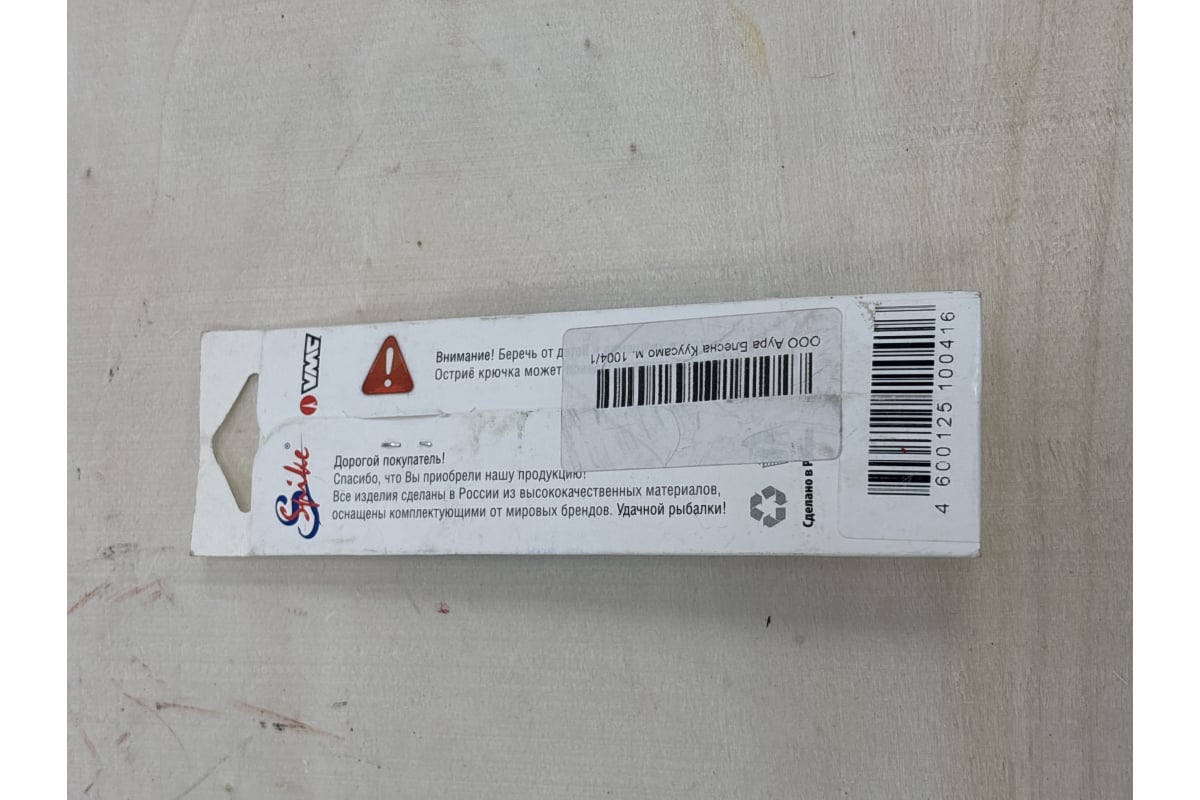 Spike®
VMC
Внимание! Беречь от
Остриё крючка может
Дорогой покупатель!
Спасибо, что Вы приобрели нашу продукцию!
Все изделия сделаны в России из высококачественных материалов,
оснащены комплектующими от мировых брендов. Удачной рыбалки!
ООО Аура Блесна Куусамо м. 1004/1
Сделано в
4 600125 100416